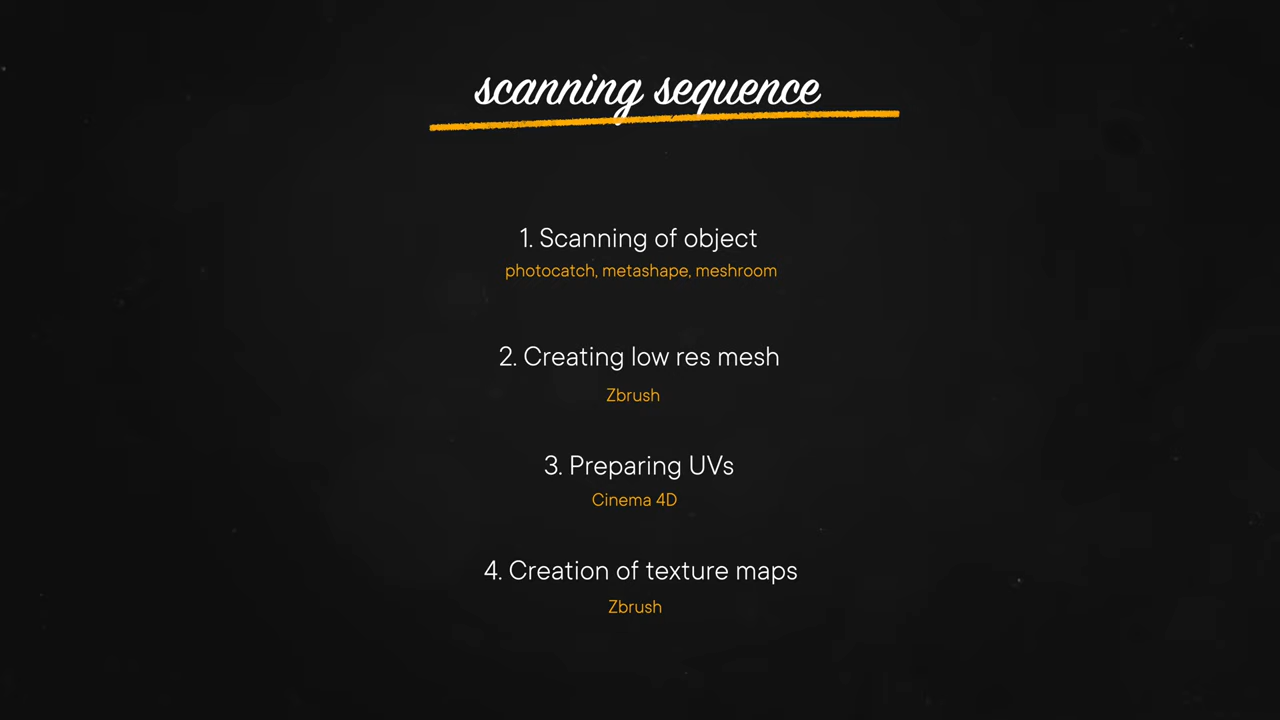 scanning sequence
1. Scanning of object
photocatch, metashape, meshroom
2. Creating low res mesh
Zbrush
3. Preparing UVs
Cinema 4D
4. Creation of texture maps
Zbrush